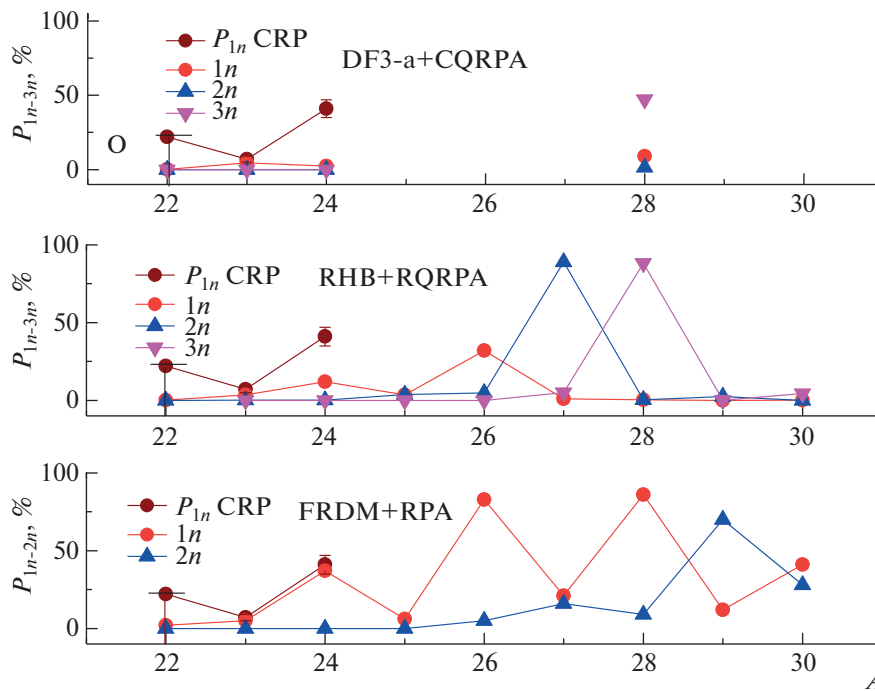 100
P1n CRP
DF3-a+CQRPA
1n
2n
3n
50
P1n-3n, %
O
0
22 24 26 28 30
100
P1n CRP
RHB+RQRPA
1n
2n
3n
50
P1n-3n, %
0
22 24 26 28 30
100
P1n CRP
FRDM+RPA
1n
2n
50
P1n-2n, %
0
22 24 26 28 30